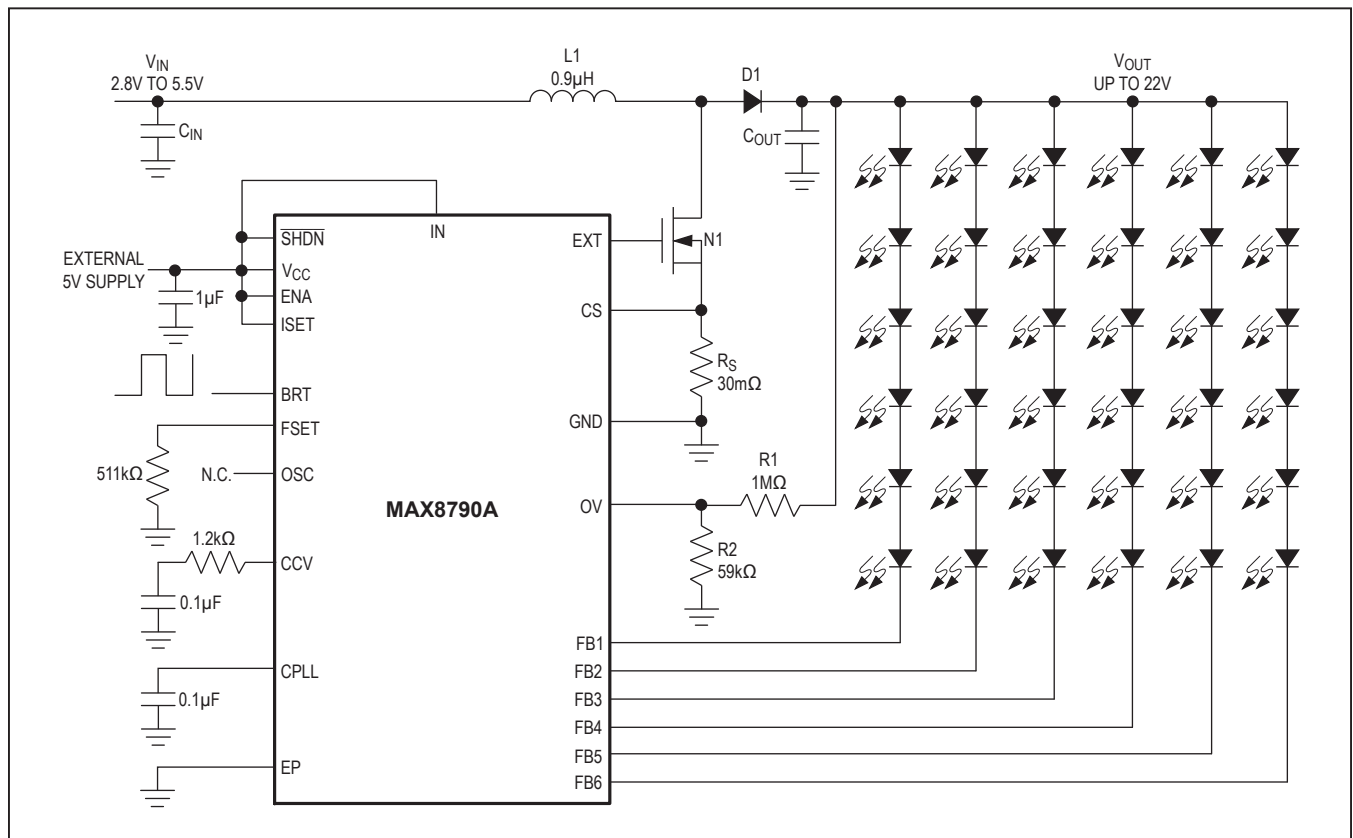 VIN
2.8V TO 5.5V
L1
0.9µH
D1
VOUT
UP TO 22V
CIN
COUT
IN
SHDN
EXT
N1
EXTERNAL
5V SUPPLY
VCC
ENA
1µF
ISET
CS
RS
30mΩ
BRT
FSET
GND
511kΩ
N.C.
OSC
R1
1MΩ
MAX8790A
OV
1.2kΩ
CCV
R2
59kΩ
0.1µF
FB1
CPLL
FB2
0.1µF
FB3
FB4
FB5
EP
FB6